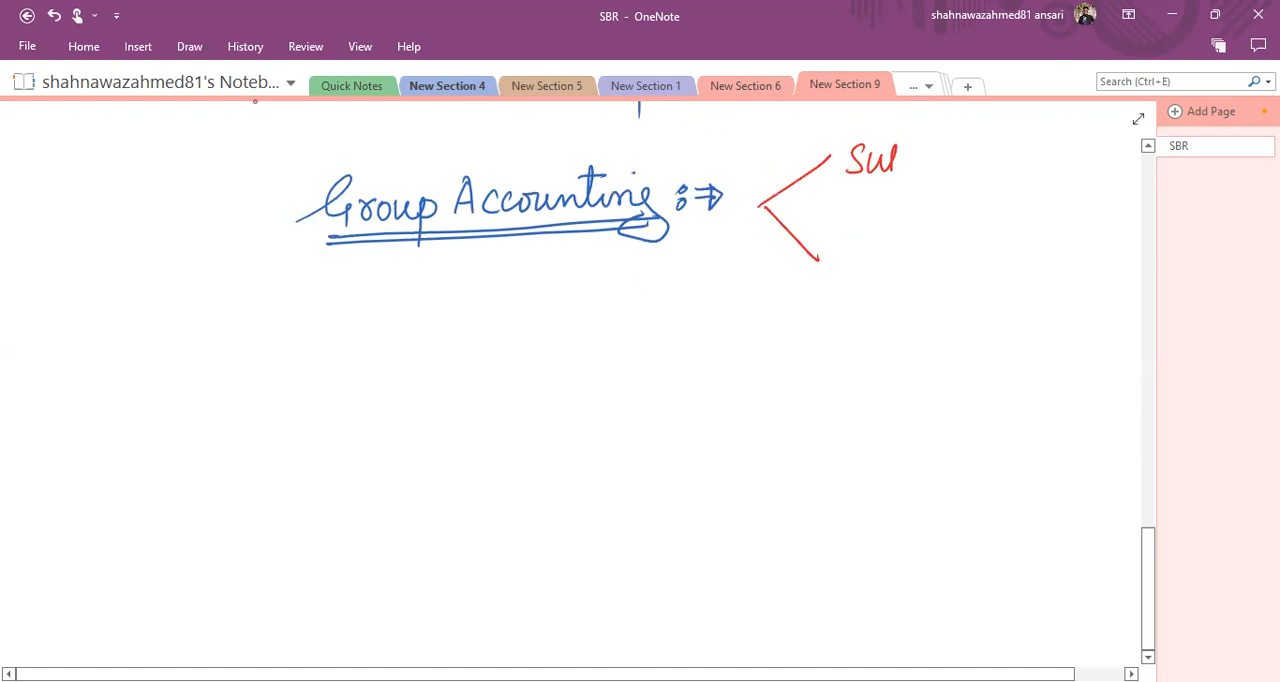 SBR - OneNote
shahnawazahmed81 ansari
File Home Insert Draw History Review View Help
shahnawazahmed81's Noteb... Quick Notes New Section 4 New Section 5 New Section 1 New Section 6 New Section 9 ... + Search (Ctrl+E)
Add Page
SBR
Group Accounting :⇒
Sul